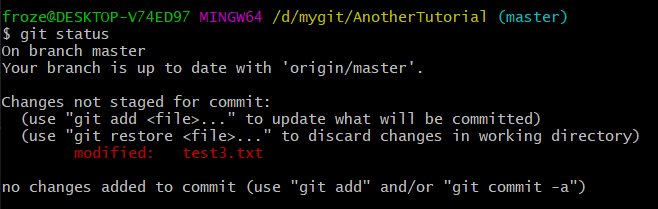 froze@DESKTOP-V74ED97 MINGW64 /d/mygit/AnotherTutorial (master)
$ git status
On branch master
Your branch is up to date with 'origin/master'.
Changes not staged for commit:
  (use "git add <file>..." to update what will be committed)
  (use "git restore <file>..." to discard changes in working directory)
        modified:   test3.txt
no changes added to commit (use "git add" and/or "git commit -a")